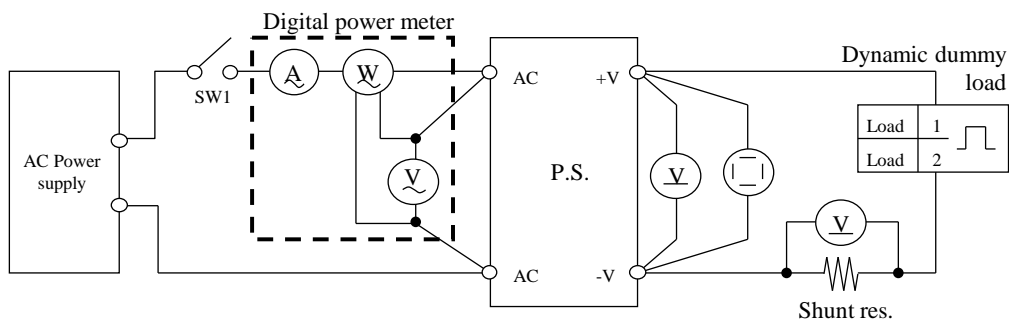 Digital power meter
Dynamic dummy
load
SW1
A
W
V
AC
+V
AC Power
supply
P.S.
V
Load 1
Load 2
V
AC
-V
Shunt res.